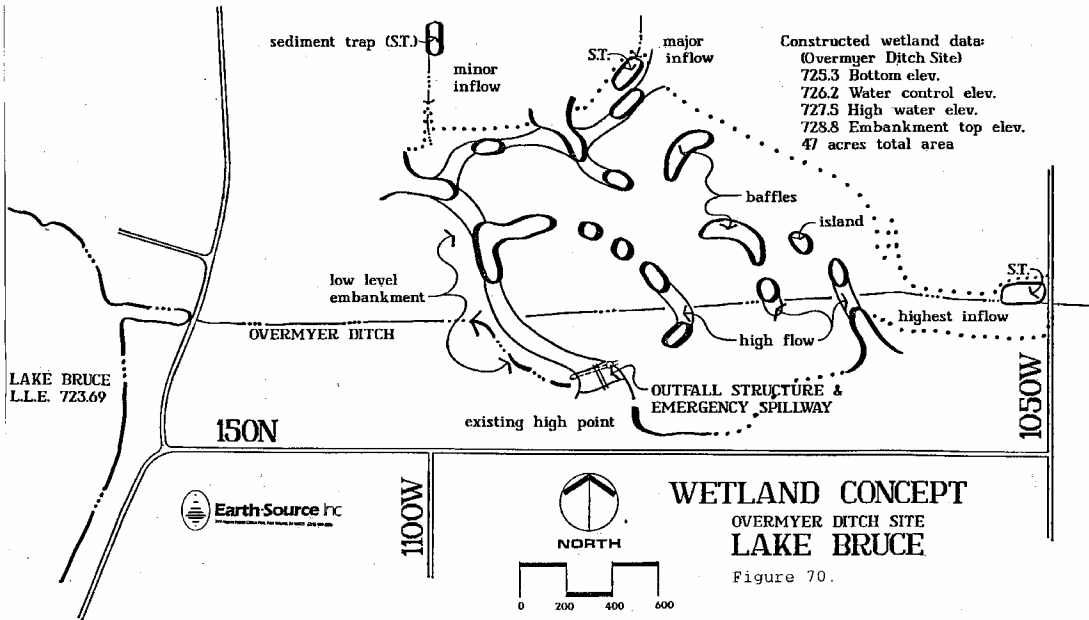 sediment trap (S.T.)
minor
inflow
S.T.
major
inflow
Constructed wetland data:
(Overmyer Ditch Site)
725.3 Bottom elev.
726.2 Water control elev.
727.5 High water elev.
728.8 Embankment top elev.
47 acres total area
baffles
island
S.T.
low level
embankment
highest inflow
OVERMYER DITCH
high flow
LAKE BRUCE
L.L.E. 723.69
OUTFALL STRUCTURE &
EMERGENCY SPILLWAY
existing high point
150N
1050W
1100W
Earth-Source Inc
NORTH
WETLAND CONCEPT
OVERMYER DITCH SITE
LAKE BRUCE
Figure 70.
0 200 400 600